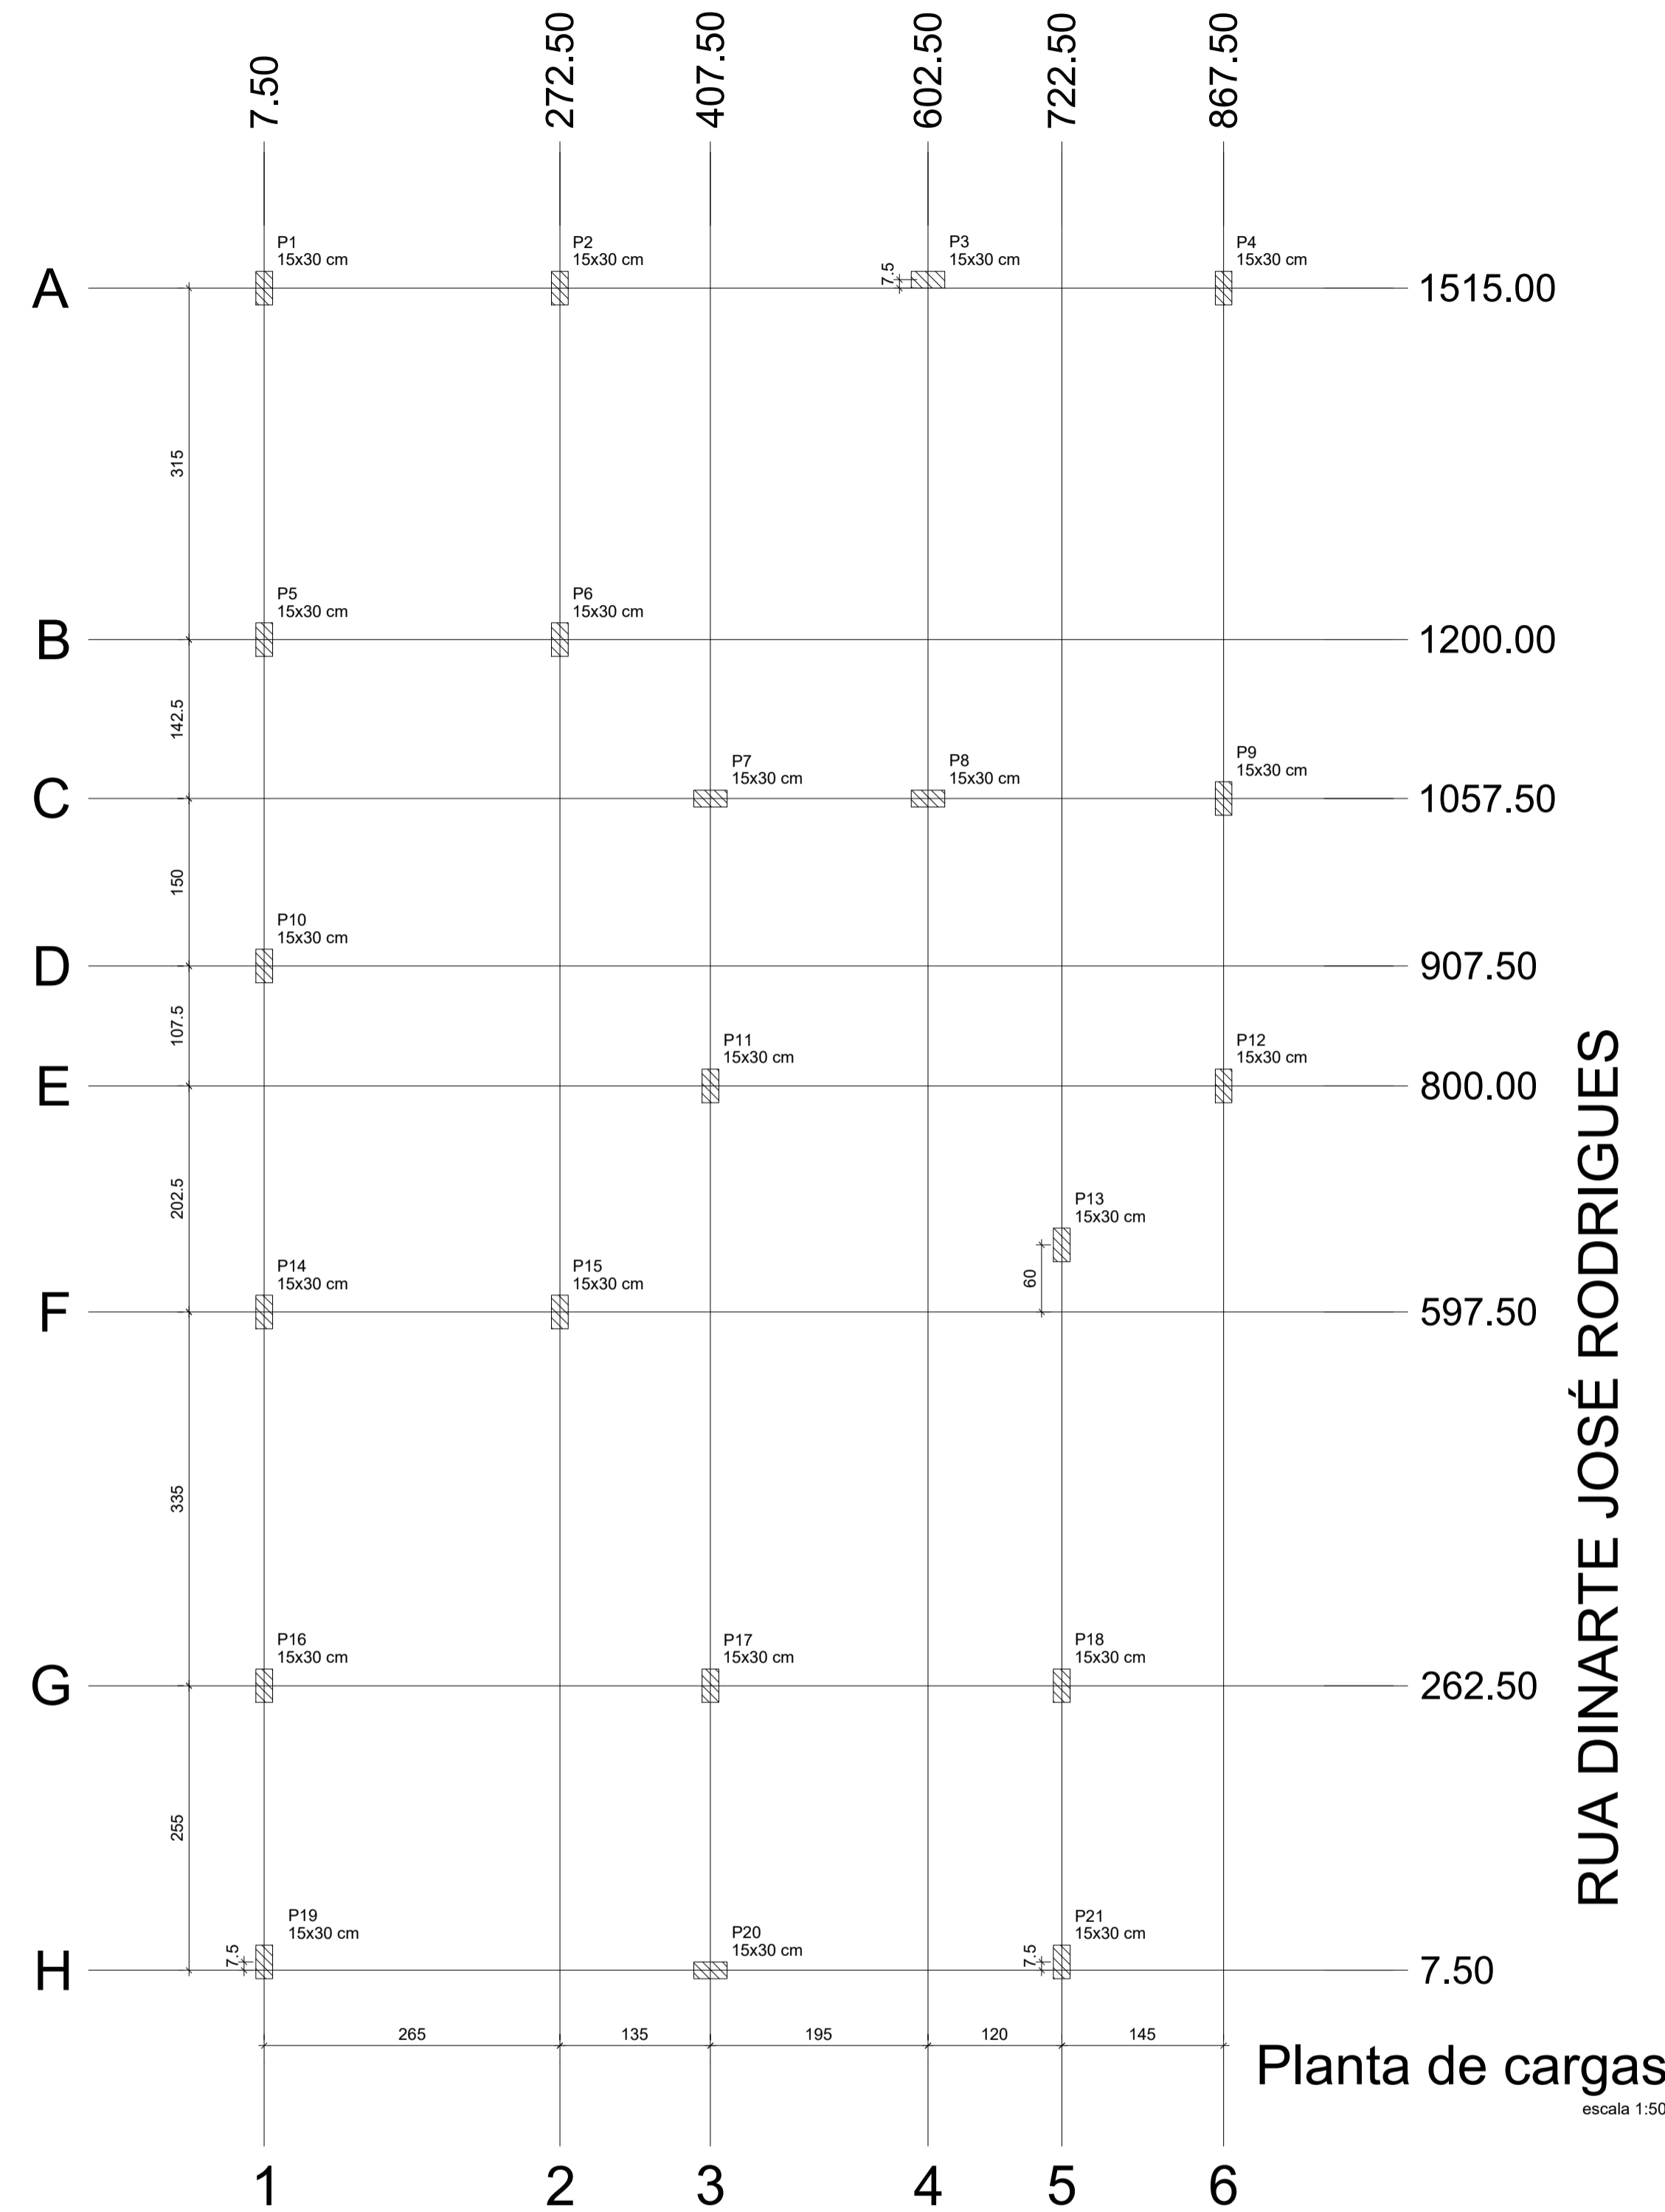 7.50
272.50
407.50
602.50
722.50
867.50
A
P1
15x30 cm
P2
15x30 cm
7.5
P3
15x30 cm
P4
15x30 cm
1515.00
315
B
P5
15x30 cm
P6
15x30 cm
1200.00
142.5
C
P7
15x30 cm
P8
15x30 cm
P9
15x30 cm
1057.50
150
D
P10
15x30 cm
907.50
107.5
E
P11
15x30 cm
P12
15x30 cm
800.00
202.5
P13
15x30 cm
60
F
P14
15x30 cm
P15
15x30 cm
597.50
RUA DINARTE JOSÉ RODRIGUES
335
G
P16
15x30 cm
P17
15x30 cm
P18
15x30 cm
262.50
255
H
7.5
P19
15x30 cm
P20
15x30 cm
7.5
P21
15x30 cm
7.50
265
135
195
120
145
Planta de cargas
escala 1:50
1
2
3
4
5
6